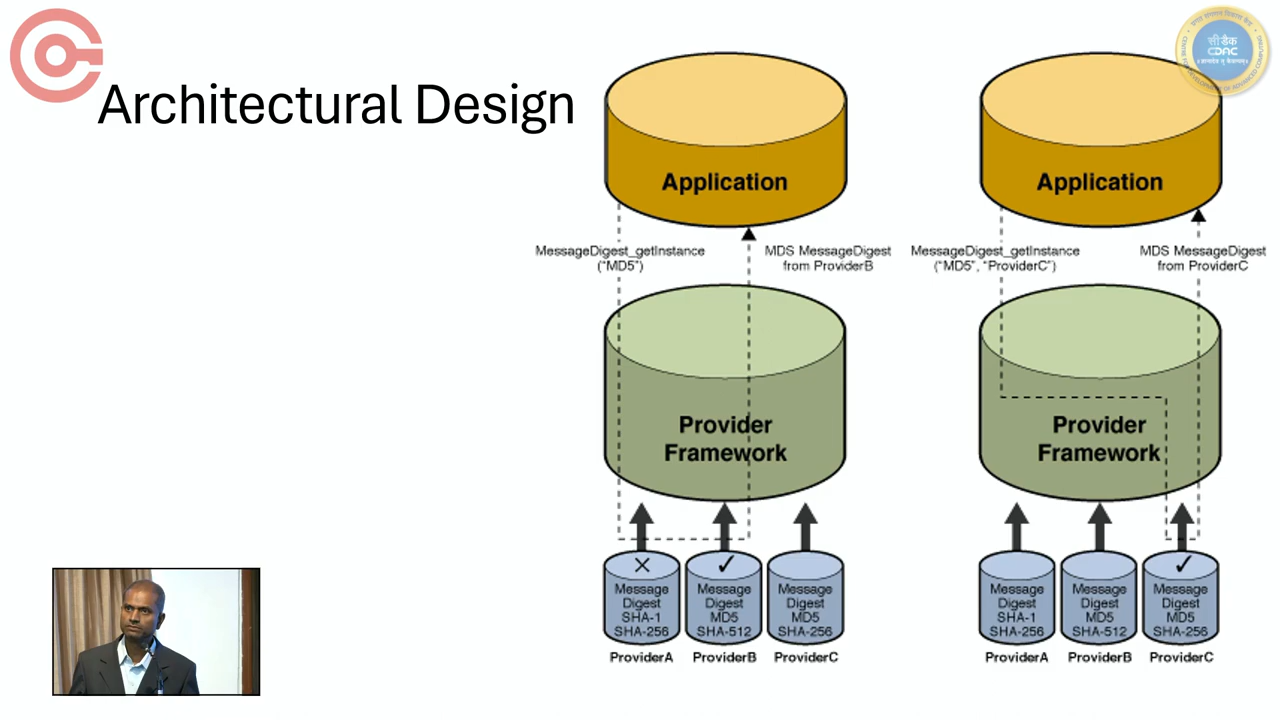 Architectural Design
सी डैक
CDAC
Application
MessageDigest_getInstance
("MD5")
MDS MessageDigest
from ProviderB
Provider
Framework
Message
Digest
SHA-1
SHA-256
ProviderA
Message
Digest
MD5
SHA-512
ProviderB
Message
Digest
MD5
SHA-256
ProviderC
Application
MessageDigest_getInstance
("MD5", "ProviderC")
MDS MessageDigest
from ProviderC
Provider
Framework
Message
Digest
SHA-1
SHA-256
ProviderA
Message
Digest
MD5
SHA-512
ProviderB
Message
Digest
MD5
SHA-256
ProviderC